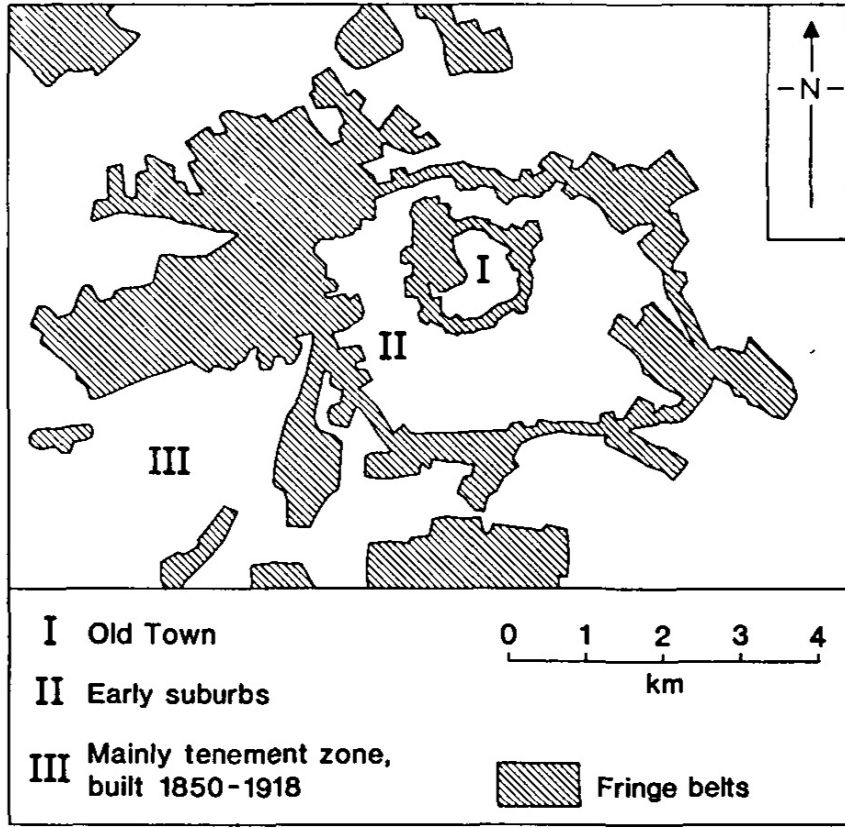 N
I
II
III
I Old Town
II Early suburbs
III Mainly tenement zone,
built 1850-1918
0 1 2 3 4
km
Fringe belts